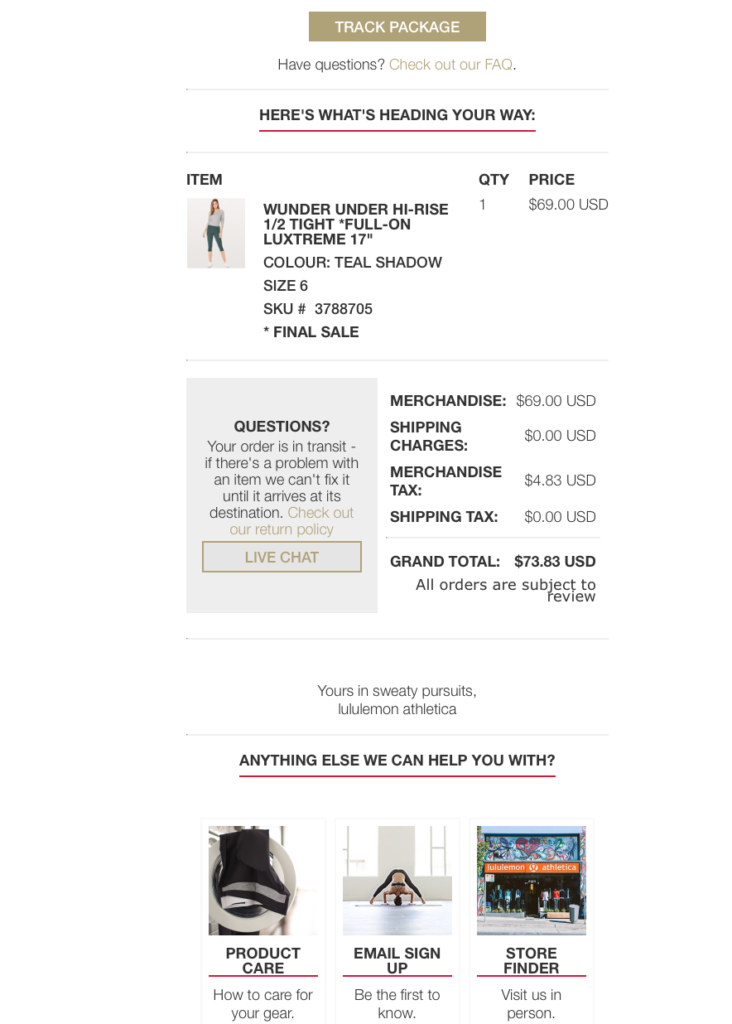 TRACK PACKAGE
Have questions? Check out our FAQ.
HERE'S WHAT'S HEADING YOUR WAY:
ITEM QTY PRICE
WUNDER UNDER HI-RISE 1 $69.00 USD
1/2 TIGHT *FULL-ON
LUXTREME 17"
COLOUR: TEAL SHADOW
SIZE 6
SKU # 3788705
* FINAL SALE
QUESTIONS?
Your order is in transit -
if there's a problem with
an item we can't fix it
until it arrives at its
destination. Check out
our return policy
LIVE CHAT
MERCHANDISE: $69.00 USD
SHIPPING
CHARGES: $0.00 USD
MERCHANDISE
TAX: $4.83 USD
SHIPPING TAX: $0.00 USD
GRAND TOTAL: $73.83 USD
All orders are subject to
review
Yours in sweaty pursuits,
lululemon athletica
ANYTHING ELSE WE CAN HELP YOU WITH?
lululemon athletica
PRODUCT
CARE
How to care for
your gear.
EMAIL SIGN
UP
Be the first to
know.
STORE
FINDER
Visit us in
person.